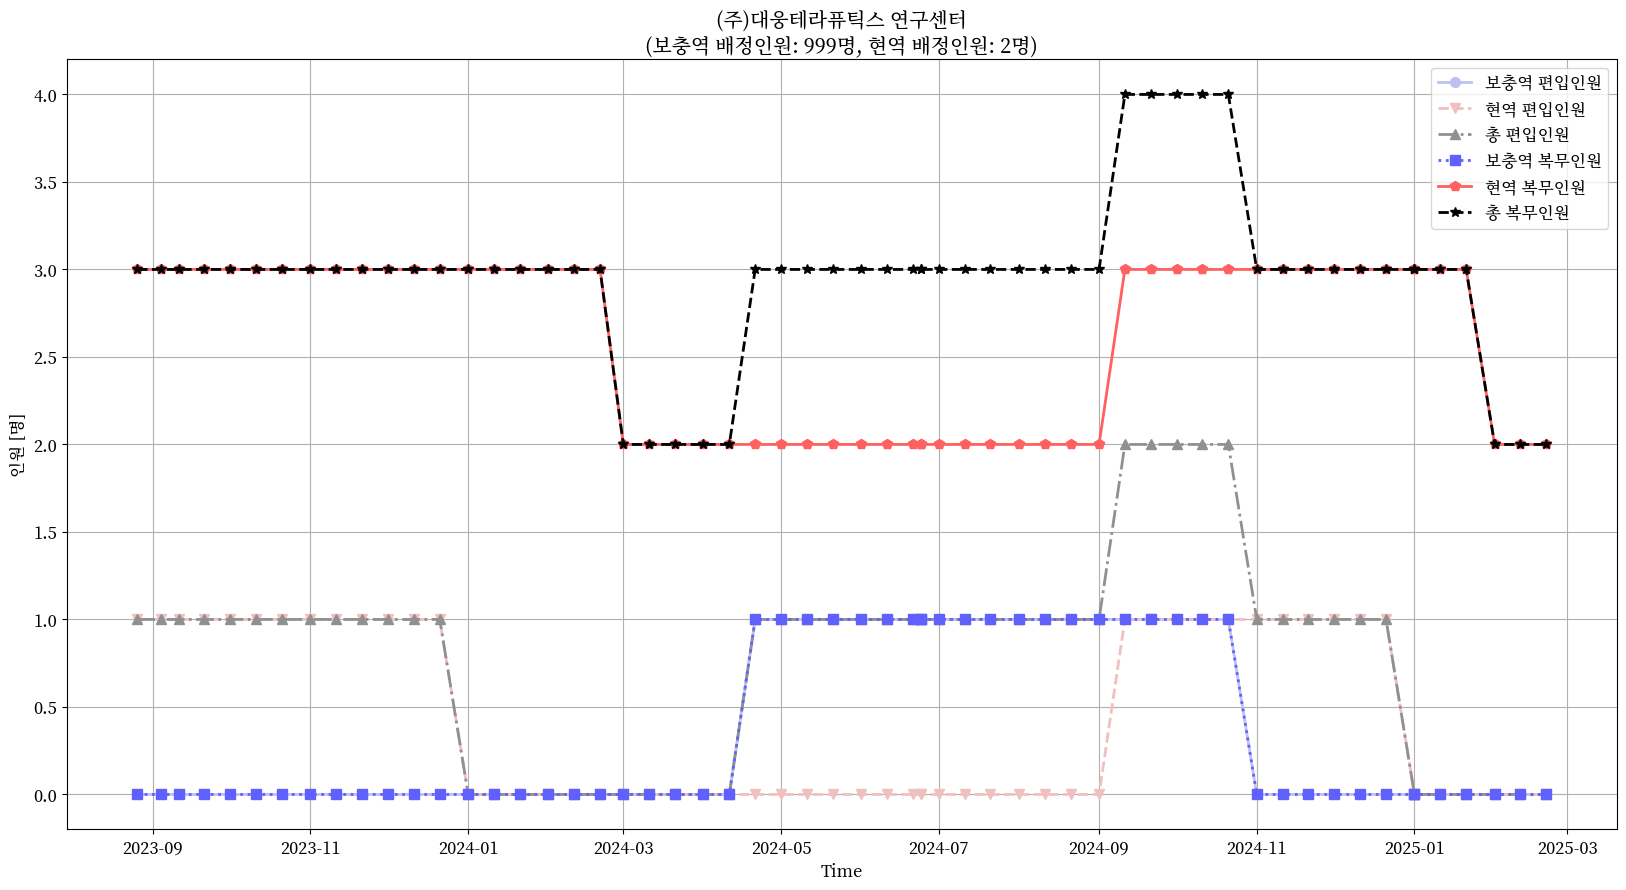 (주)대웅테라퓨틱스 연구센터
(보충역 배정인원: 999명, 현역 배정인원: 2명)
보충역 편입인원
현역 편입인원
총 편입인원
보충역 복무인원
현역 복무인원
총 복무인원
인원 [명]
4.0
3.5
3.0
2.5
2.0
1.5
1.0
0.5
0.0
2023-09
2023-11
2024-01
2024-03
2024-05
2024-07
2024-09
2024-11
2025-01
2025-03
Time